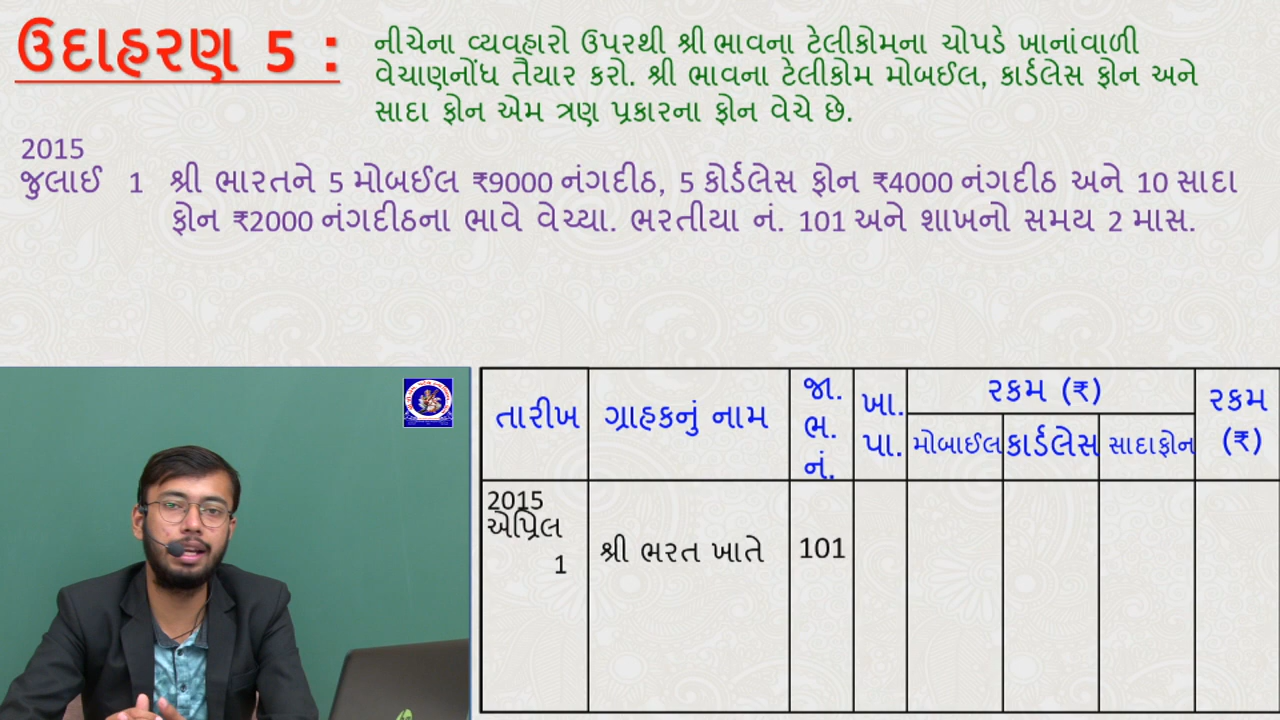 ઉદાહરણ 5 :
નીચેના વ્યવહારો ઉપરથી શ્રી ભાવના ટેલીકોમના ચોપડે ખાનાંવાળી
વેચાણનોંધ તૈયાર કરો. શ્રી ભાવના ટેલીકોમ મોબઈલ, કાર્ડલેસ ફોન અને
સાદા ફોન એમ ત્રણ પ્રકારના ફોન વેચે છે.
2015
જુલાઈ 1 શ્રી ભારતને 5 મોબઈલ ₹9000 નંગદીઠ, 5 કોર્ડલેસ ફોન ₹4000 નંગદીઠ અને 10 સાદા
ફોન ₹2000 નંગદીઠના ભાવે વેચ્યા. ભરતીયા નં. 101 અને શાખનો સમય 2 માસ.
તારીખ ગ્રાહકનું નામ જા. ભ. નં. ખા. પા. રકમ (₹) રકમ (₹)
મોબાઈલ કાર્ડલેસ સાદાફોન
2015
એપ્રિલ
1 શ્રી ભરત ખાતે 101